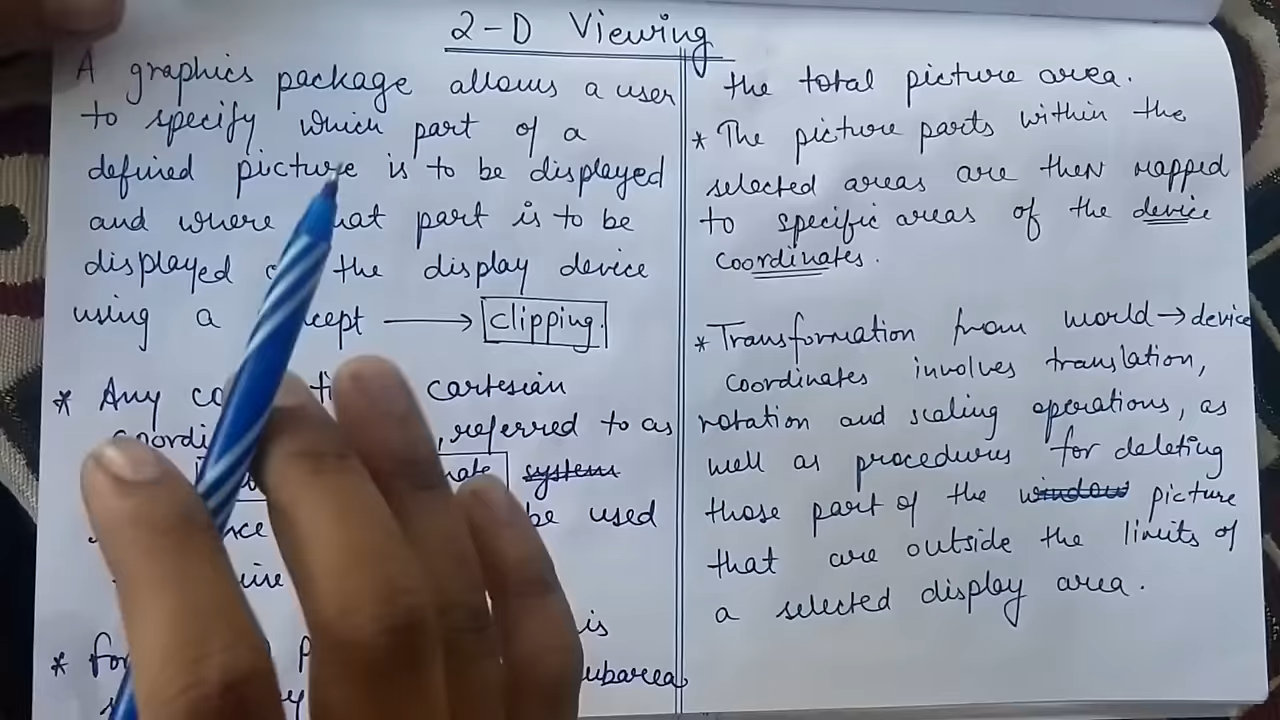 2-D Viewing
A graphics package allows a user
to specify which part of a
defined picture is to be displayed
and where part is to be
displayed the display device
using a → clipping.
* Any cartesian
, referred to as
system
be used
is
* for
subarea
the total picture area.
* The picture parts within the
selected areas are then mapped
to specific areas of the device
coordinates.
* Transformation from world → device
coordinates involves translation,
rotation and scaling operations, as
well as procedures for deleting
those part of the window picture
that are outside the limits of
a selected display area.